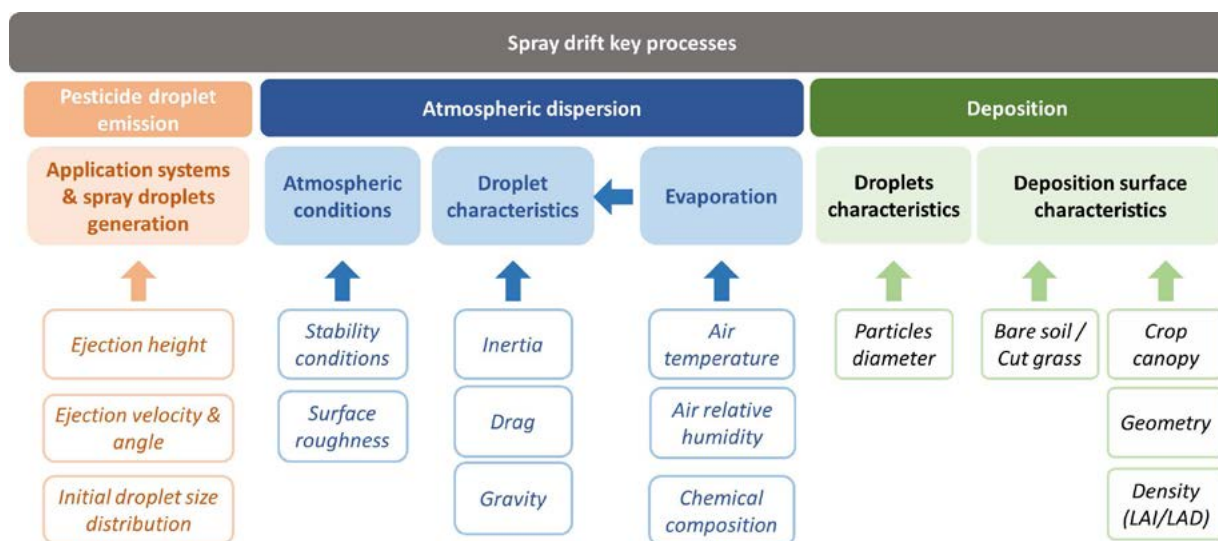 Spray drift key processes
Pesticide droplet
emission
Atmospheric dispersion
Deposition
Application systems
& spray droplets
generation
Atmospheric
conditions
Droplet
characteristics
Evaporation
Droplets
characteristics
Deposition surface
characteristics
Ejection height
Stability
conditions
Inertia
Air
temperature
Particles
diameter
Bare soil /
Cut grass
Crop
canopy
Ejection velocity &
angle
Surface
roughness
Drag
Air relative
humidity
Geometry
Initial droplet size
distribution
Gravity
Chemical
composition
Density
(LAI/LAD)